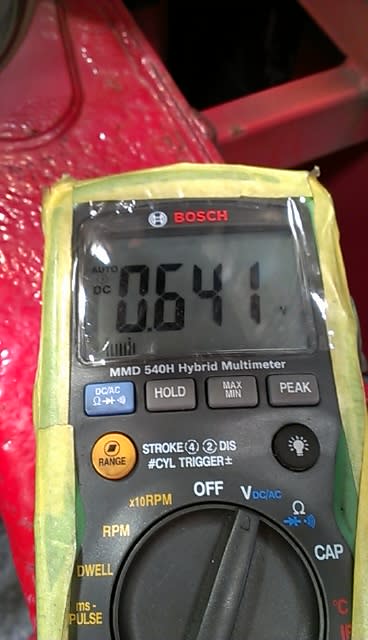 BOSCH
AUTO
DC
0.641
v
MMD 540H Hybrid Multimeter
DC/AC
Ω
HOLD
MAX
MIN
PEAK
RANGE
STROKE ④ ② DIS
#CYL TRIGGER±
x10RPM
OFF
VDC/AC
Ω
RPM
CAP
DWELL
ms-
PULSE
°C